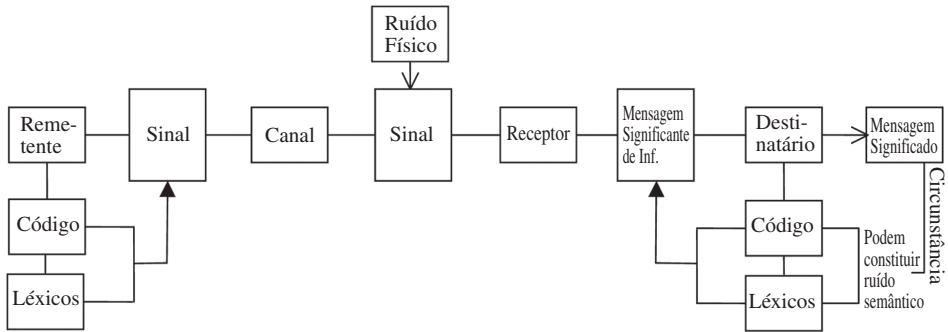 Ruído
Físico
Reme-
tente
Sinal
Canal
Sinal
Receptor
Mensagem
Significante
de Inf.
Desti-
natário
Mensagem
Significado
Circunstância
Código
Léxicos
Código
Léxicos
Podem
constituir
ruído
semântico